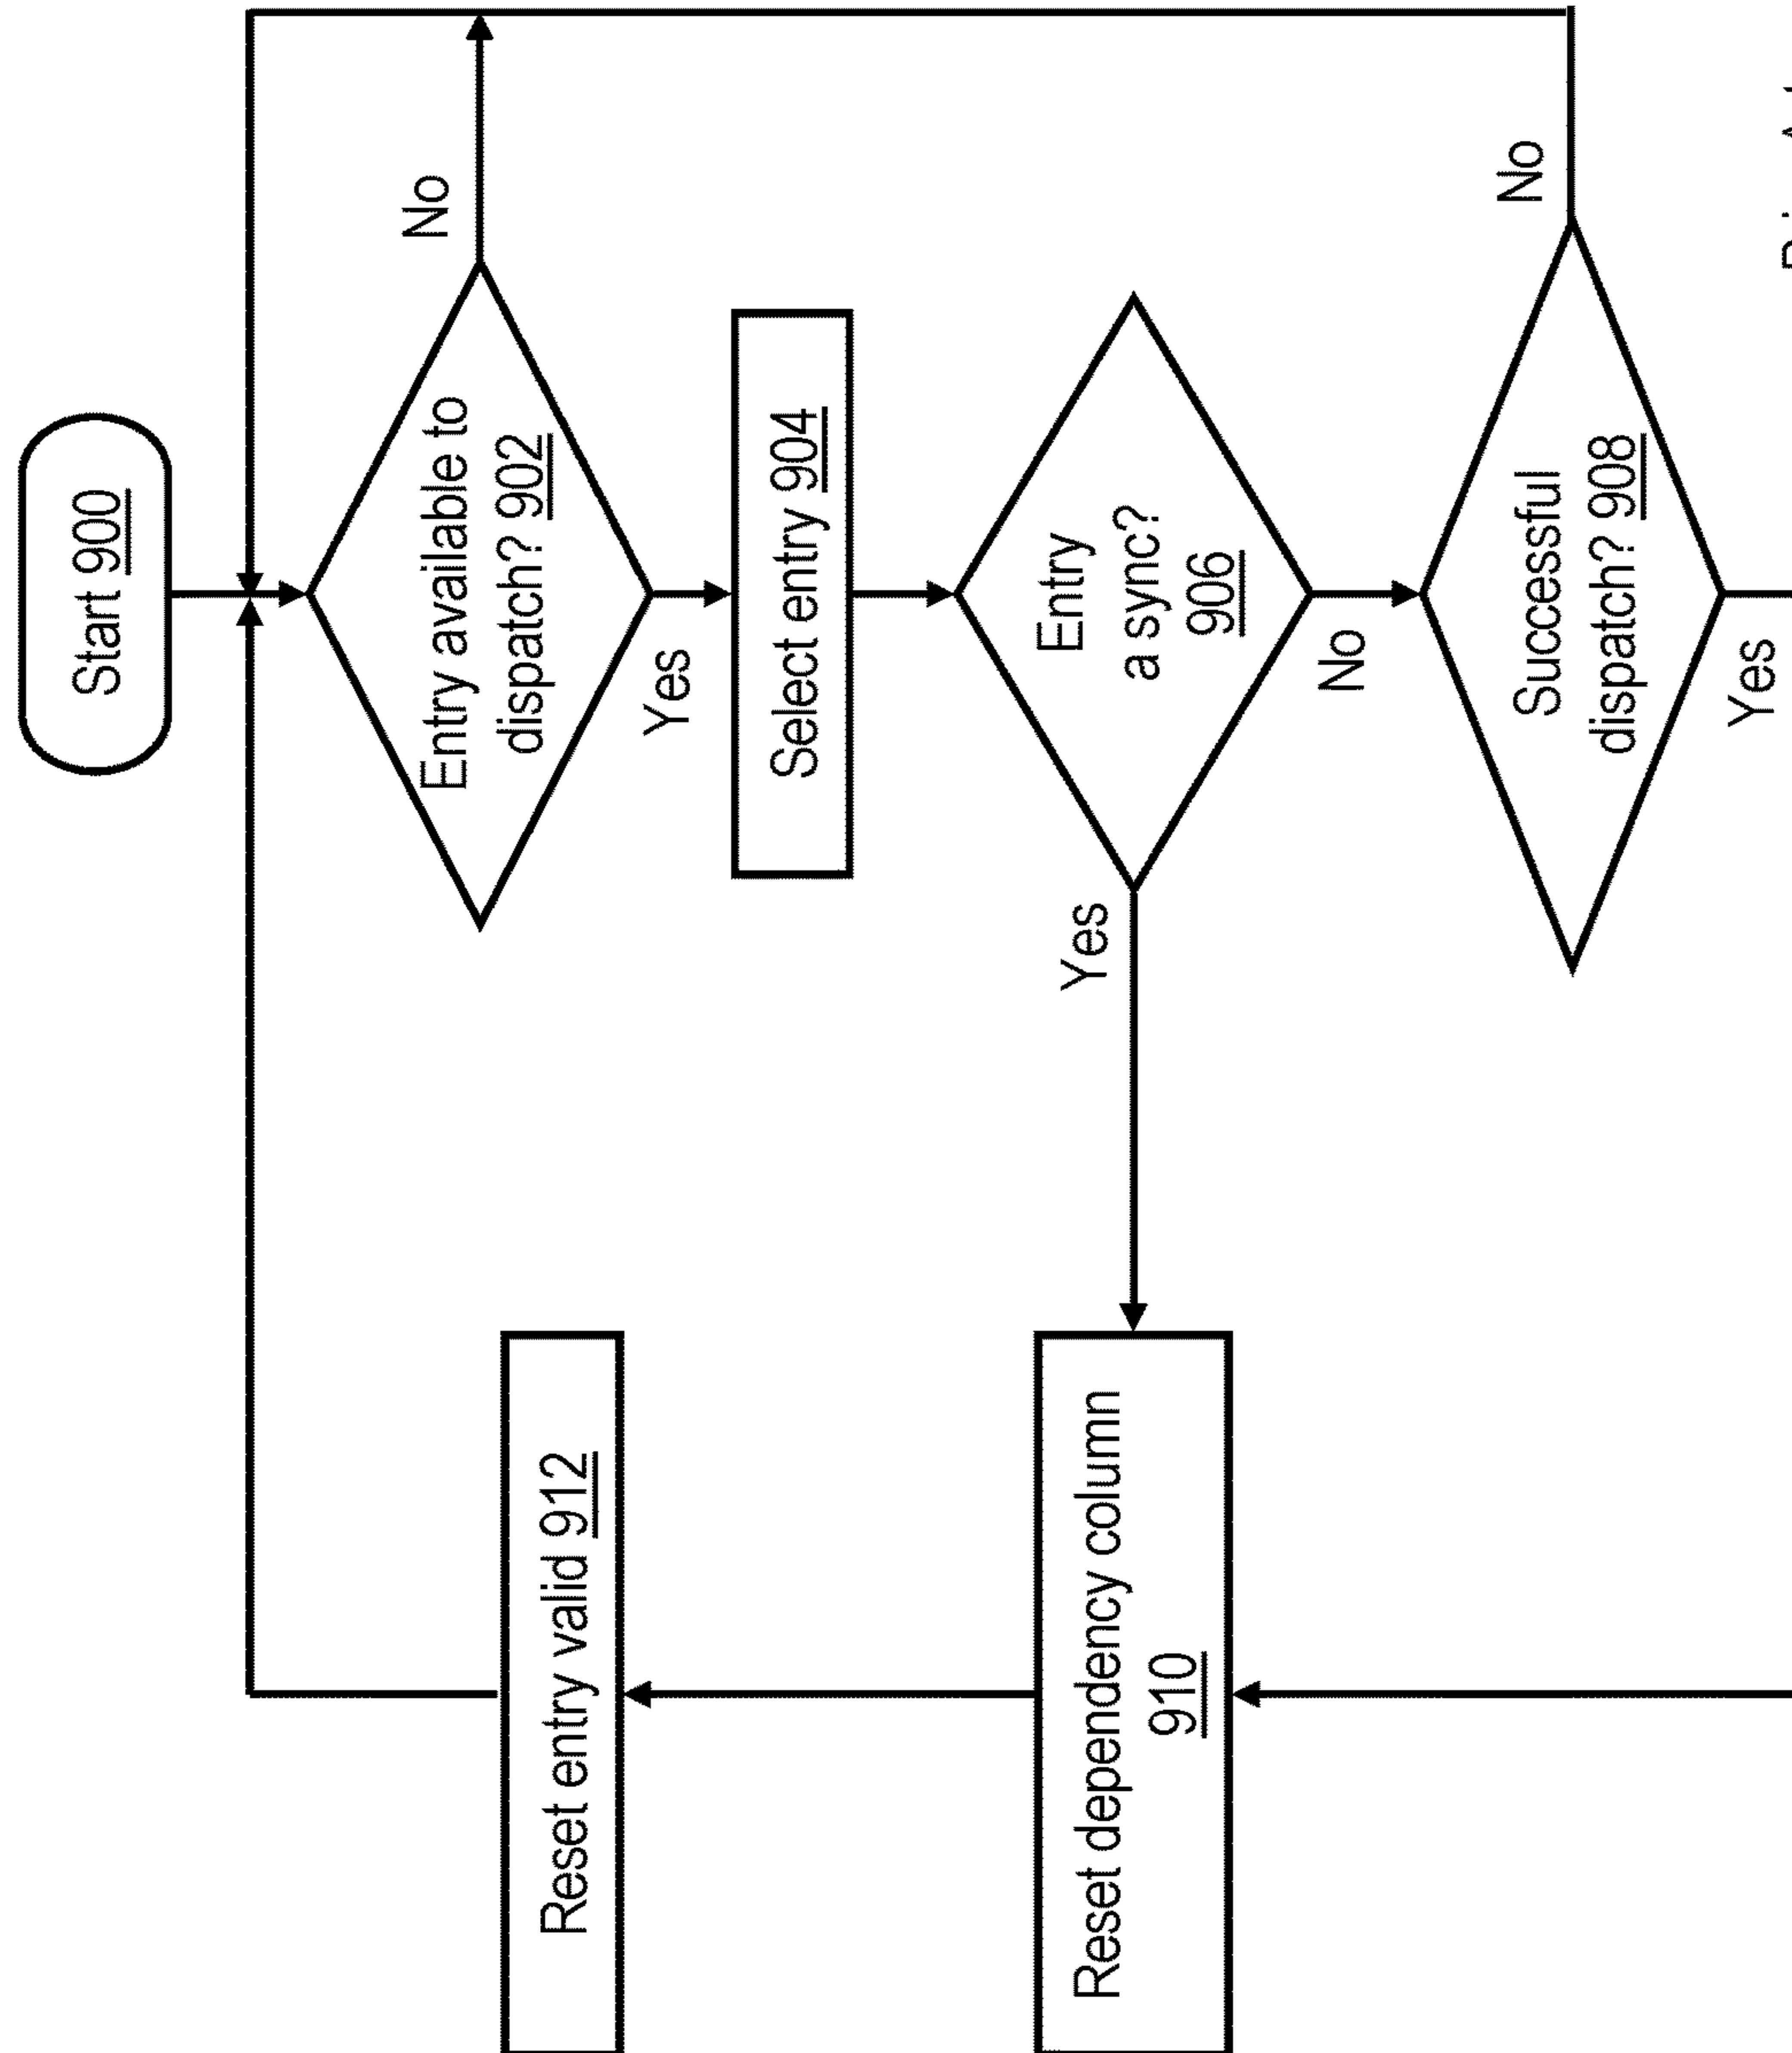 Start 900
Entry available to
dispatch? 902
No
Yes
Select entry 904
Entry
a sync?
906
Yes
No
Successful
dispatch? 908
No
Yes
Reset dependency column
910
Reset entry valid 912